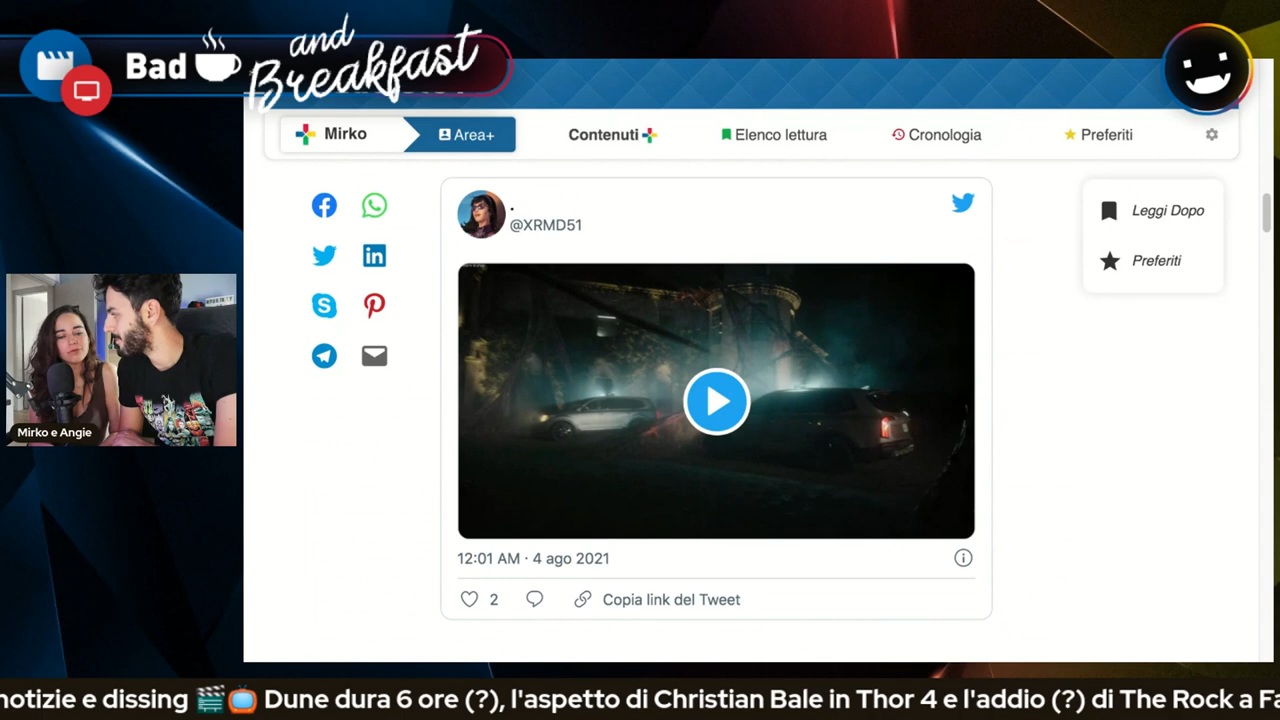 Bad and Breakfast
Mirko
Area+
Contenuti
Elenco lettura
Cronologia
Preferiti
.
@XRMD51
Leggi Dopo
Preferiti
Mirko e Angie
12:01 AM · 4 ago 2021
2
Copia link del Tweet
notizie e dissing 🎬📺 Dune dura 6 ore (?), l'aspetto di Christian Bale in Thor 4 e l'addio (?) di The Rock a Fa